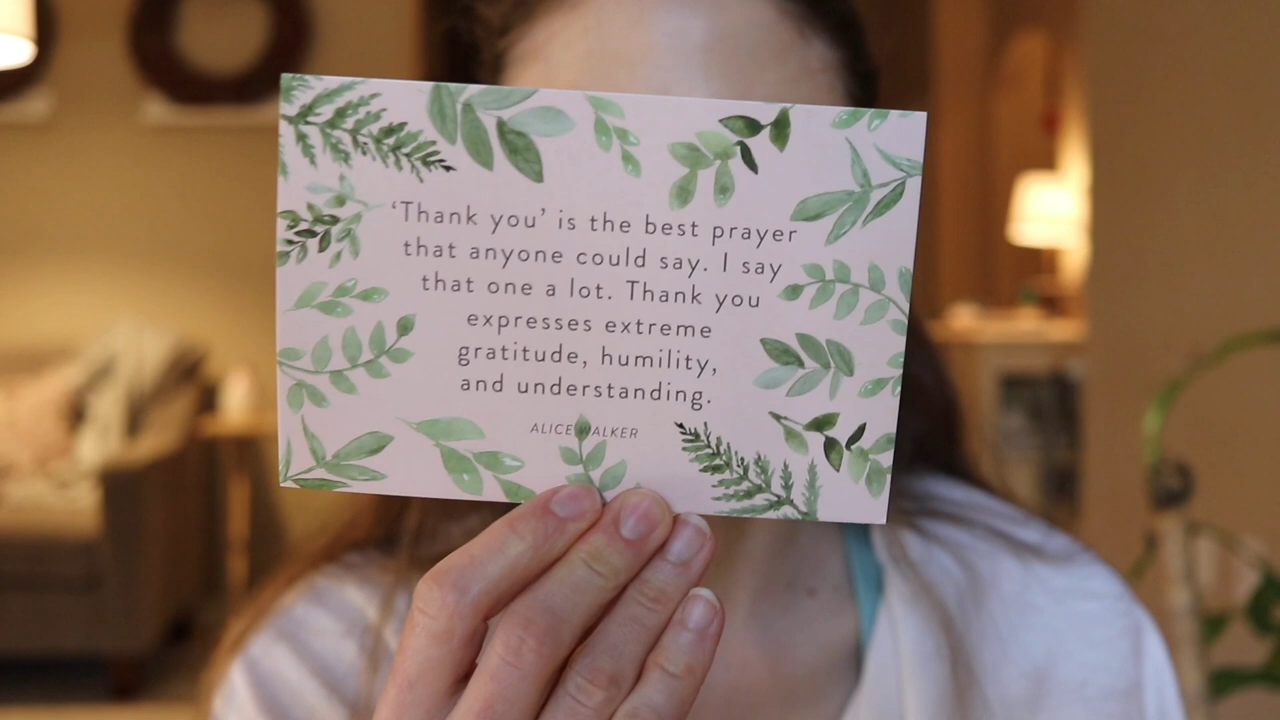 ‘Thank you’ is the best prayer
that anyone could say. I say
that one a lot. Thank you
expresses extreme
gratitude, humility,
and understanding.
ALICE WALKER